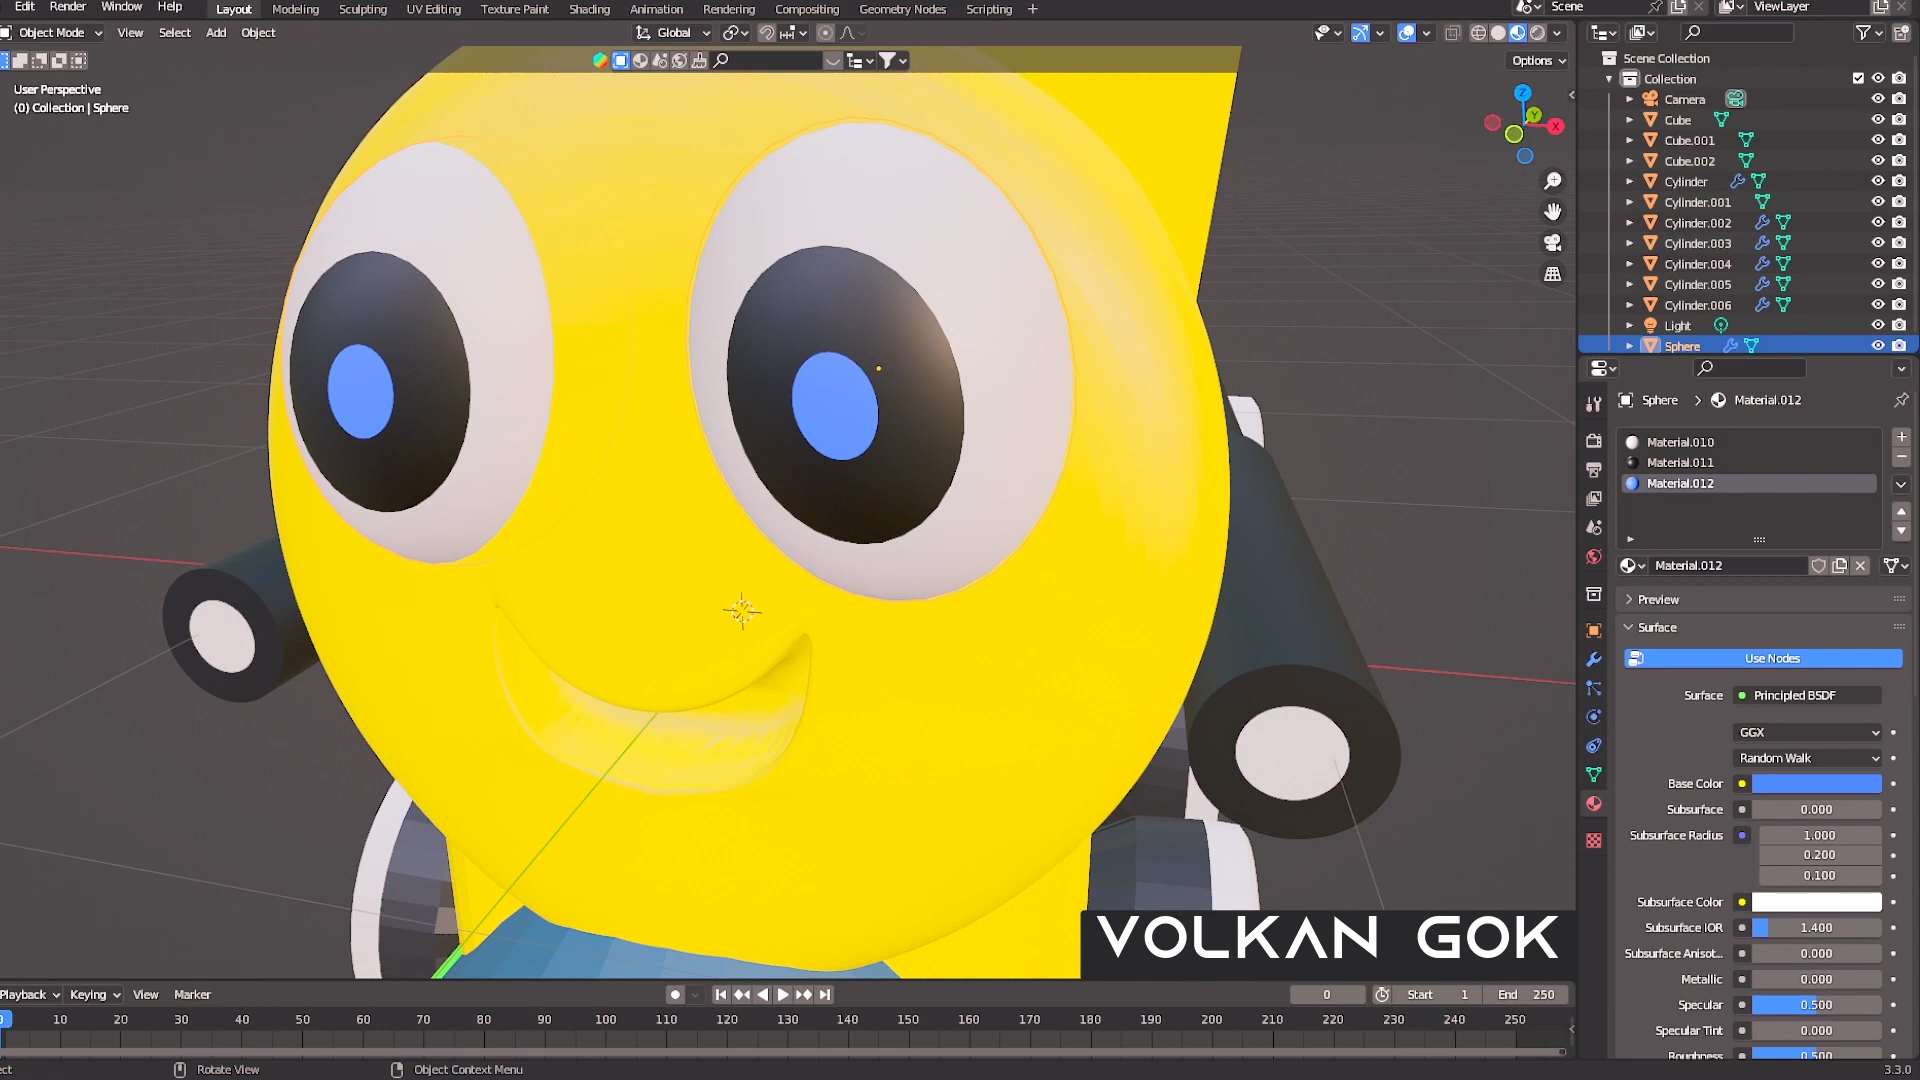 Edit Render Window Help Layout Modeling Sculpting UV Editing Texture Paint Shading Animation Rendering Compositing Geometry Nodes Scripting + Scene ViewLayer
Object Mode View Select Add Object Global
Options
User Perspective
(0) Collection | Sphere
Z
Y
X
Scene Collection
Collection
Camera
Cube
Cube.001
Cube.002
Cylinder
Cylinder.001
Cylinder.002
Cylinder.003
Cylinder.004
Cylinder.005
Cylinder.006
Light
Sphere
Sphere > Material.012
Material.010
Material.011
Material.012
Material.012
Preview
Surface
Use Nodes
Surface Principled BSDF
GGX
Random Walk
Base Color
Subsurface 0.000
Subsurface Radius 1.000
0.200
0.100
Subsurface Color
Subsurface IOR 1.400
Subsurface Anisot... 0.000
Metallic 0.000
Specular 0.500
Specular Tint 0.000
Roughness 0.500
VOLKAN GOK
Playback Keying View Marker 0 Start 1 End 250
0 10 20 30 40 50 60 70 80 90 100 110 120 130 140 150 160 170 180 190 200 210 220 230 240 250
ect Rotate View Object Context Menu 3.3.0